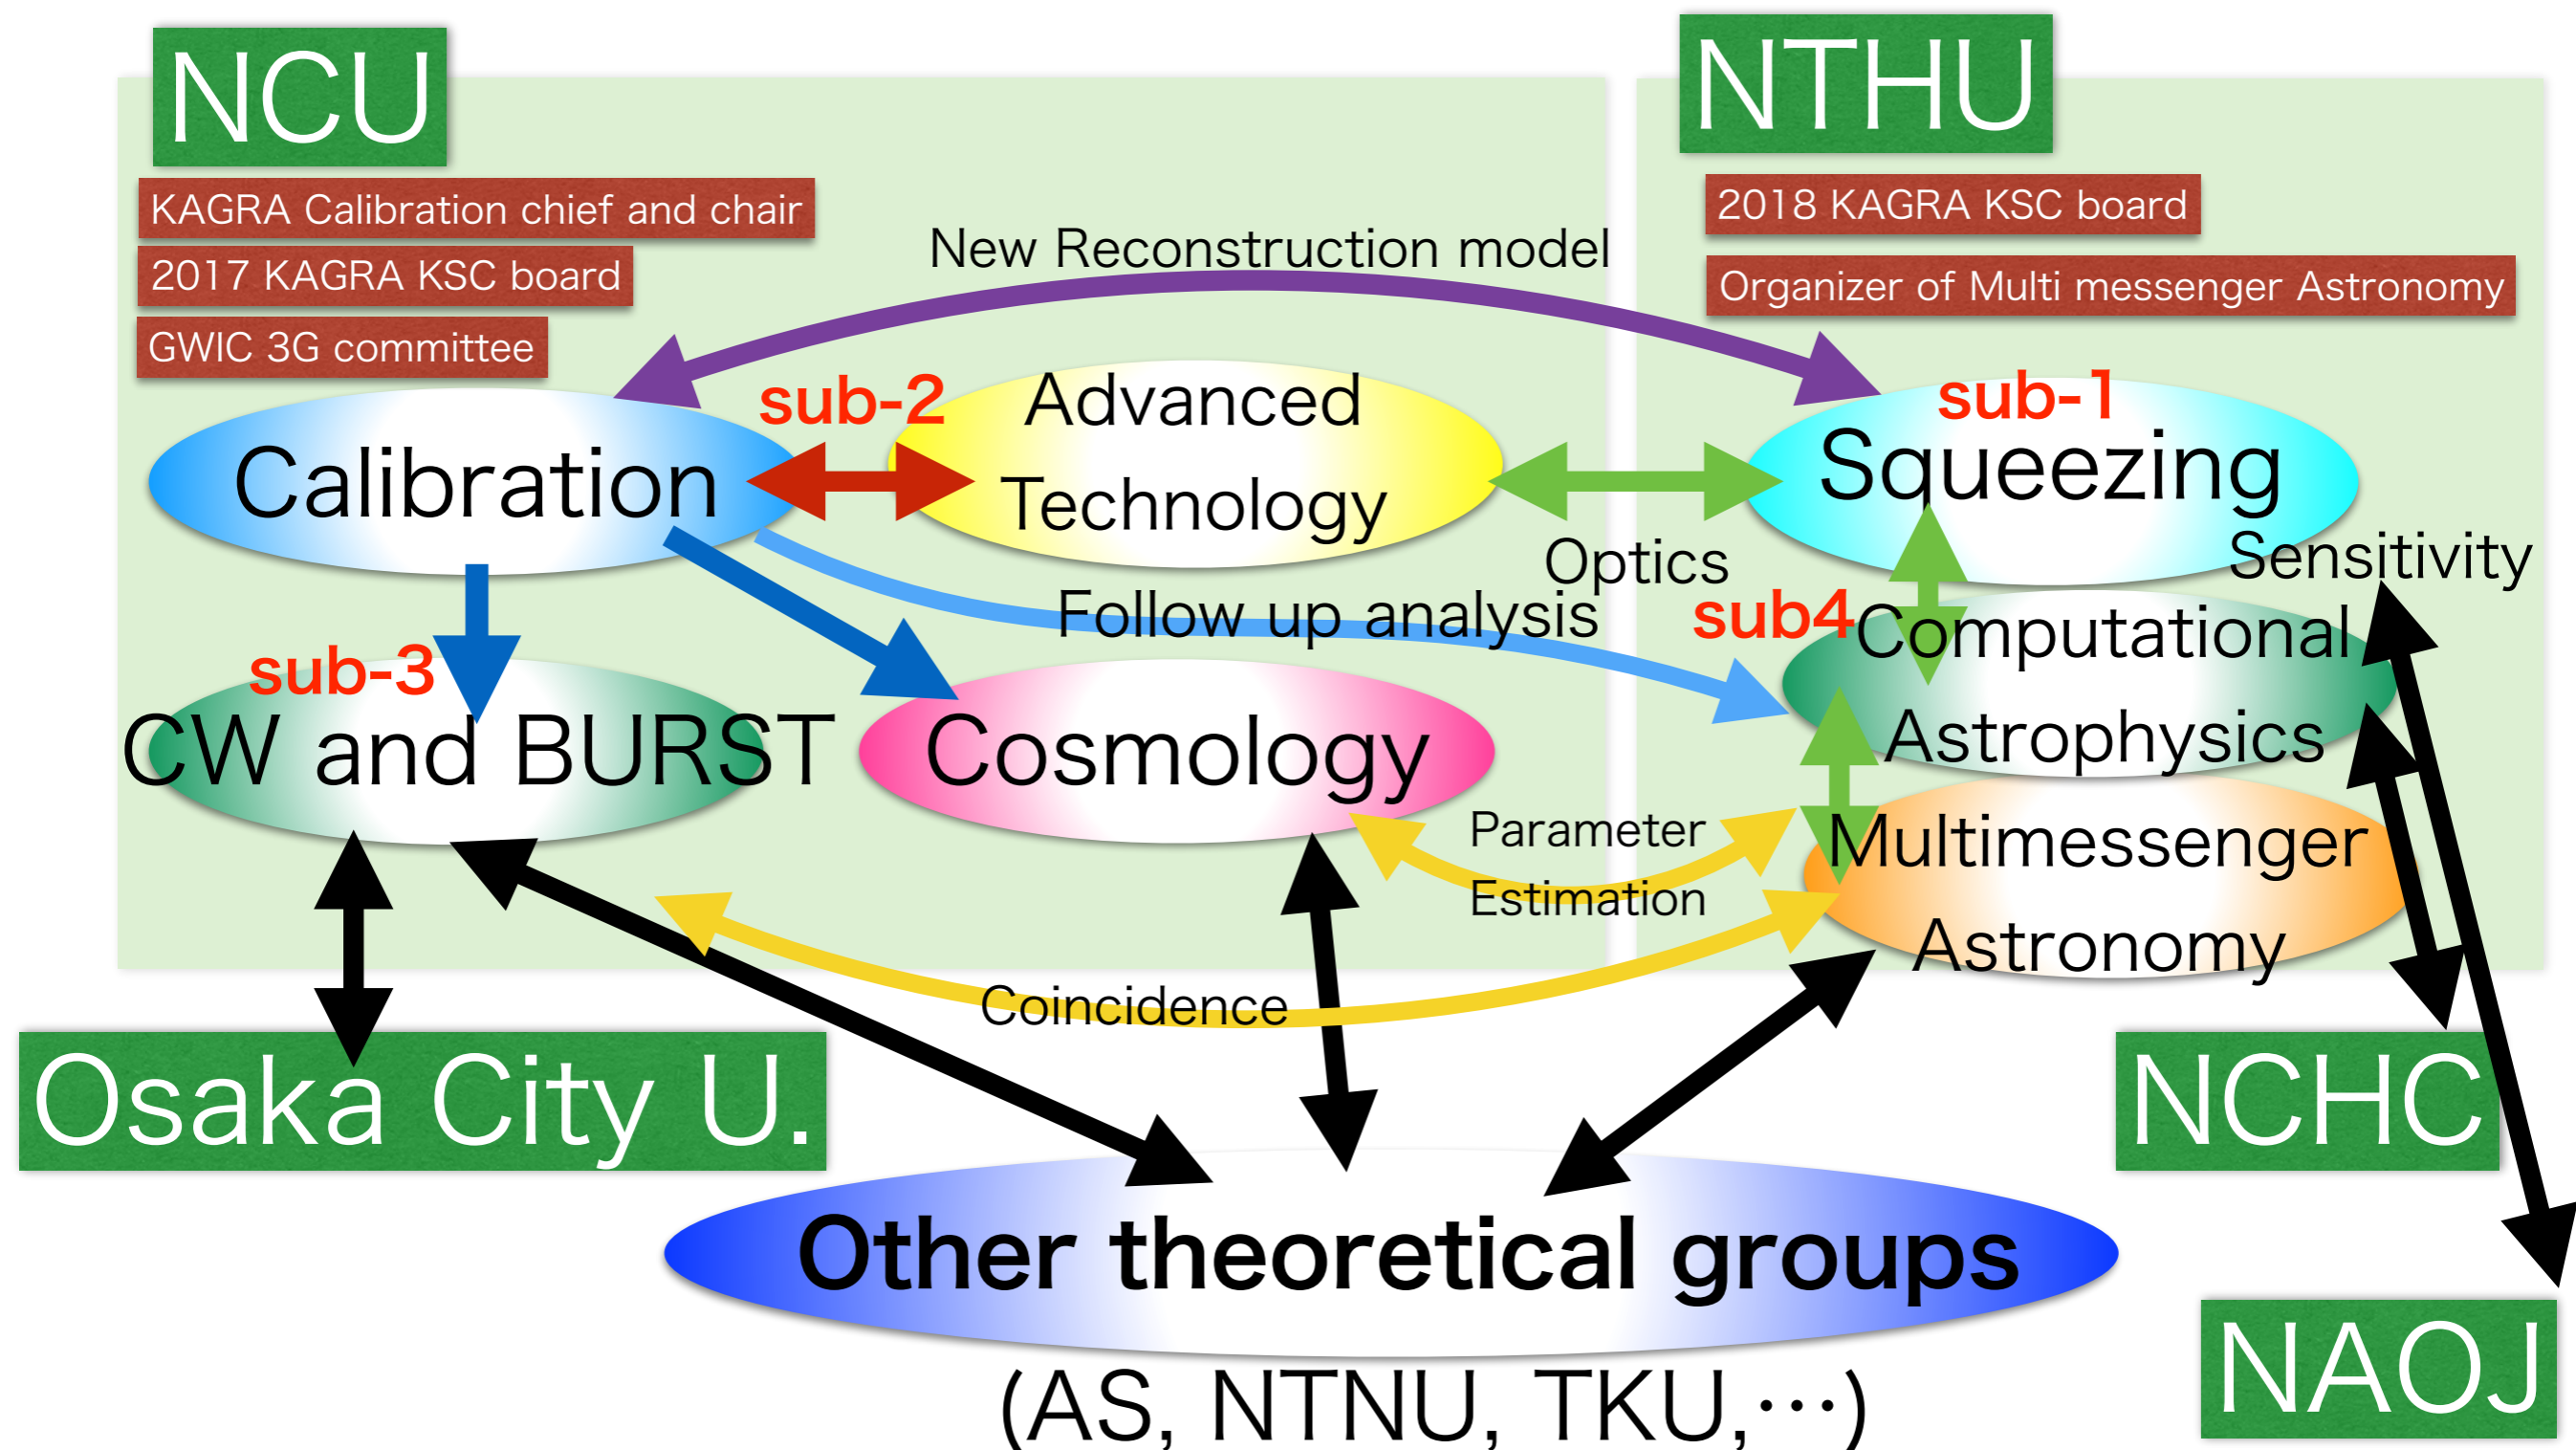 NCU
KAGRA Calibration chief and chair
2017 KAGRA KSC board
GWIC 3G committee
NTHU
2018 KAGRA KSC board
Organizer of Multi messenger Astronomy
New Reconstruction model
sub-2
Advanced
Technology
Calibration
sub-1
Squeezing
Optics
Sensitivity
Follow up analysis
sub4
Computational
Astrophysics
sub-3
CW and BURST
Cosmology
Parameter
Estimation
Multimessenger
Astronomy
Coincidence
Osaka City U.
NCHC
Other theoretical groups
(AS, NTNU, TKU,⋯)
NAOJ